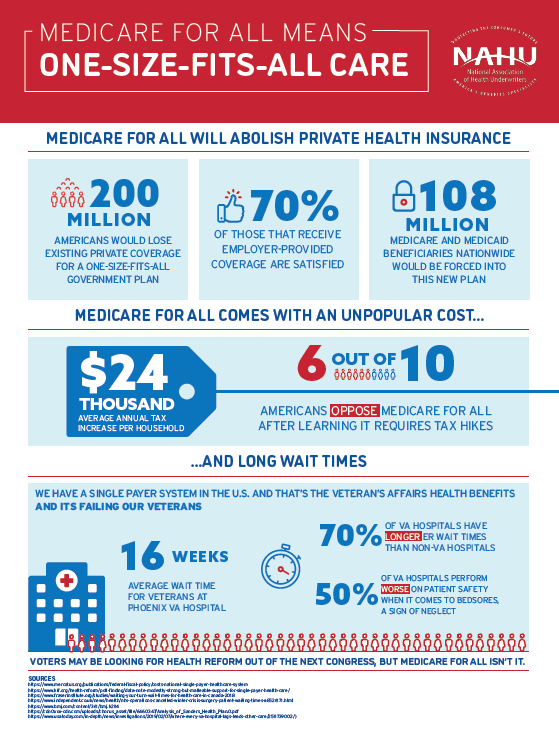 MEDICARE FOR ALL MEANS
ONE-SIZE-FITS-ALL CARE
PROTECTING THE CONSUMER'S FUTURE
NAHU
National Association
of Health Underwriters
AMERICA'S BENEFITS SPECIALISTS
MEDICARE FOR ALL WILL ABOLISH PRIVATE HEALTH INSURANCE
200
MILLION
AMERICANS WOULD LOSE
EXISTING PRIVATE COVERAGE
FOR A ONE-SIZE-FITS-ALL
GOVERNMENT PLAN
70%
OF THOSE THAT RECEIVE
EMPLOYER-PROVIDED
COVERAGE ARE SATISFIED
108
MILLION
MEDICARE AND MEDICAID
BENEFICIARIES NATIONWIDE
WOULD BE FORCED INTO
THIS NEW PLAN
MEDICARE FOR ALL COMES WITH AN UNPOPULAR COST...
$24
THOUSAND
AVERAGE ANNUAL TAX
INCREASE PER HOUSEHOLD
6 OUT OF 10
AMERICANS OPPOSE MEDICARE FOR ALL
AFTER LEARNING IT REQUIRES TAX HIKES
...AND LONG WAIT TIMES
WE HAVE A SINGLE PAYER SYSTEM IN THE U.S. AND THAT'S THE VETERAN'S AFFAIRS HEALTH BENEFITS
AND ITS FAILING OUR VETERANS
16 WEEKS
AVERAGE WAIT TIME
FOR VETERANS AT
PHOENIX VA HOSPITAL
70%
OF VA HOSPITALS HAVE
LONGER ER WAIT TIMES
THAN NON-VA HOSPITALS
50%
OF VA HOSPITALS PERFORM
WORSE ON PATIENT SAFETY
WHEN IT COMES TO BEDSORES,
A SIGN OF NEGLECT
VOTERS MAY BE LOOKING FOR HEALTH REFORM OUT OF THE NEXT CONGRESS, BUT MEDICARE FOR ALL ISN'T IT.
SOURCES